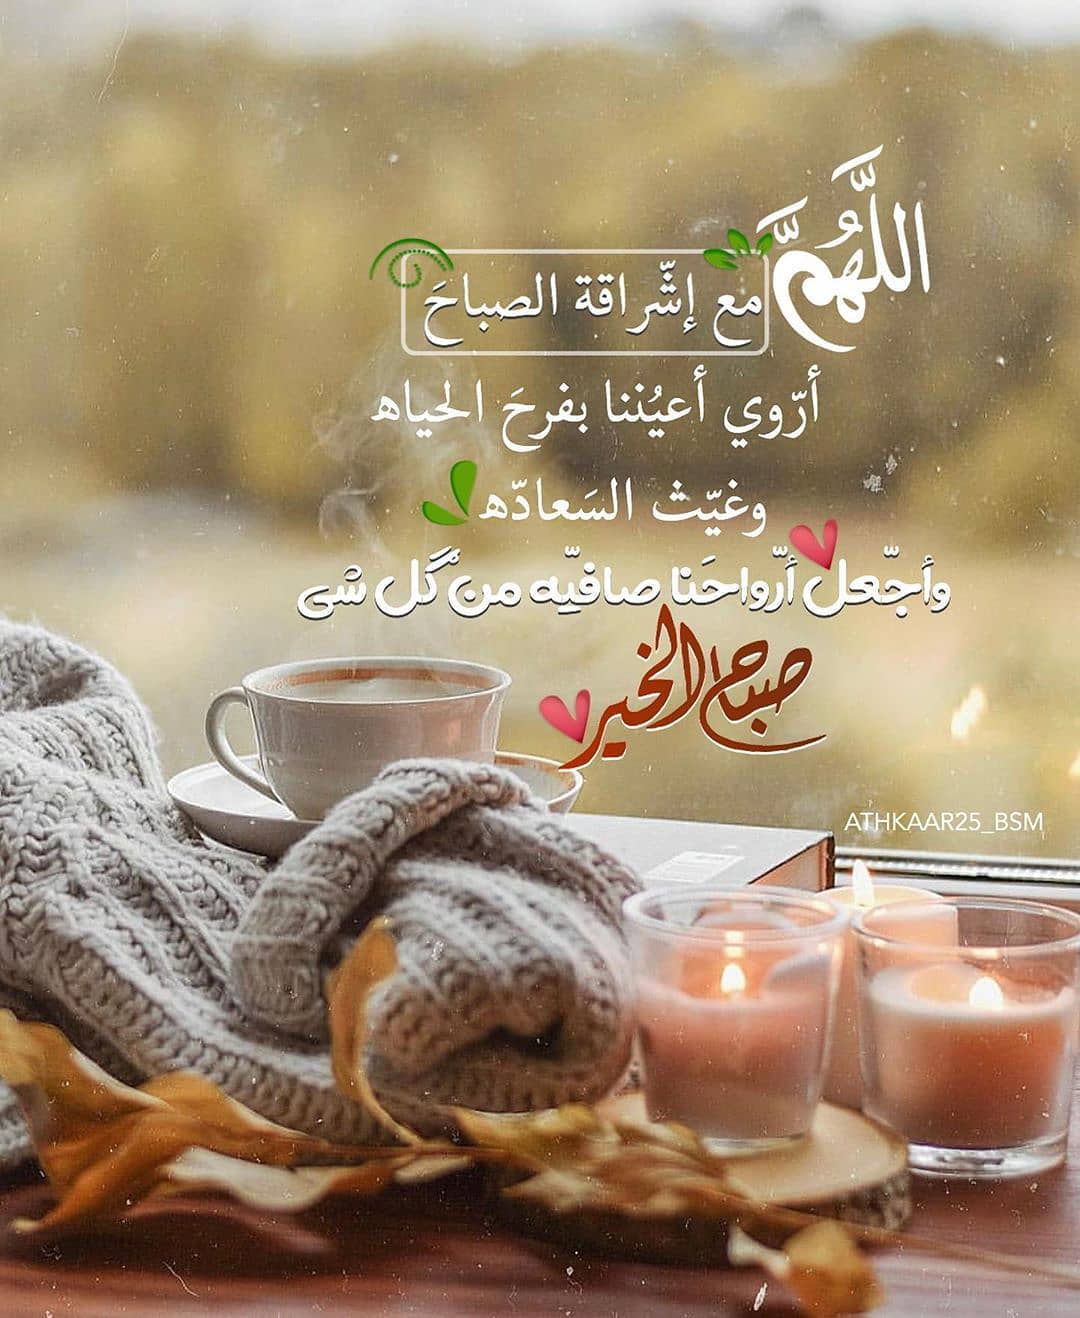 اللَّهُمَّ
مع إشّراقة الصباحَ
أرّوي أعيُننا بفرحَ الحياه
وغيّث السَعادّه
وأجّعل أرّواحَنا صافيّه منٌ گل شي
صباح الخير
ATHKAAR25_BSM